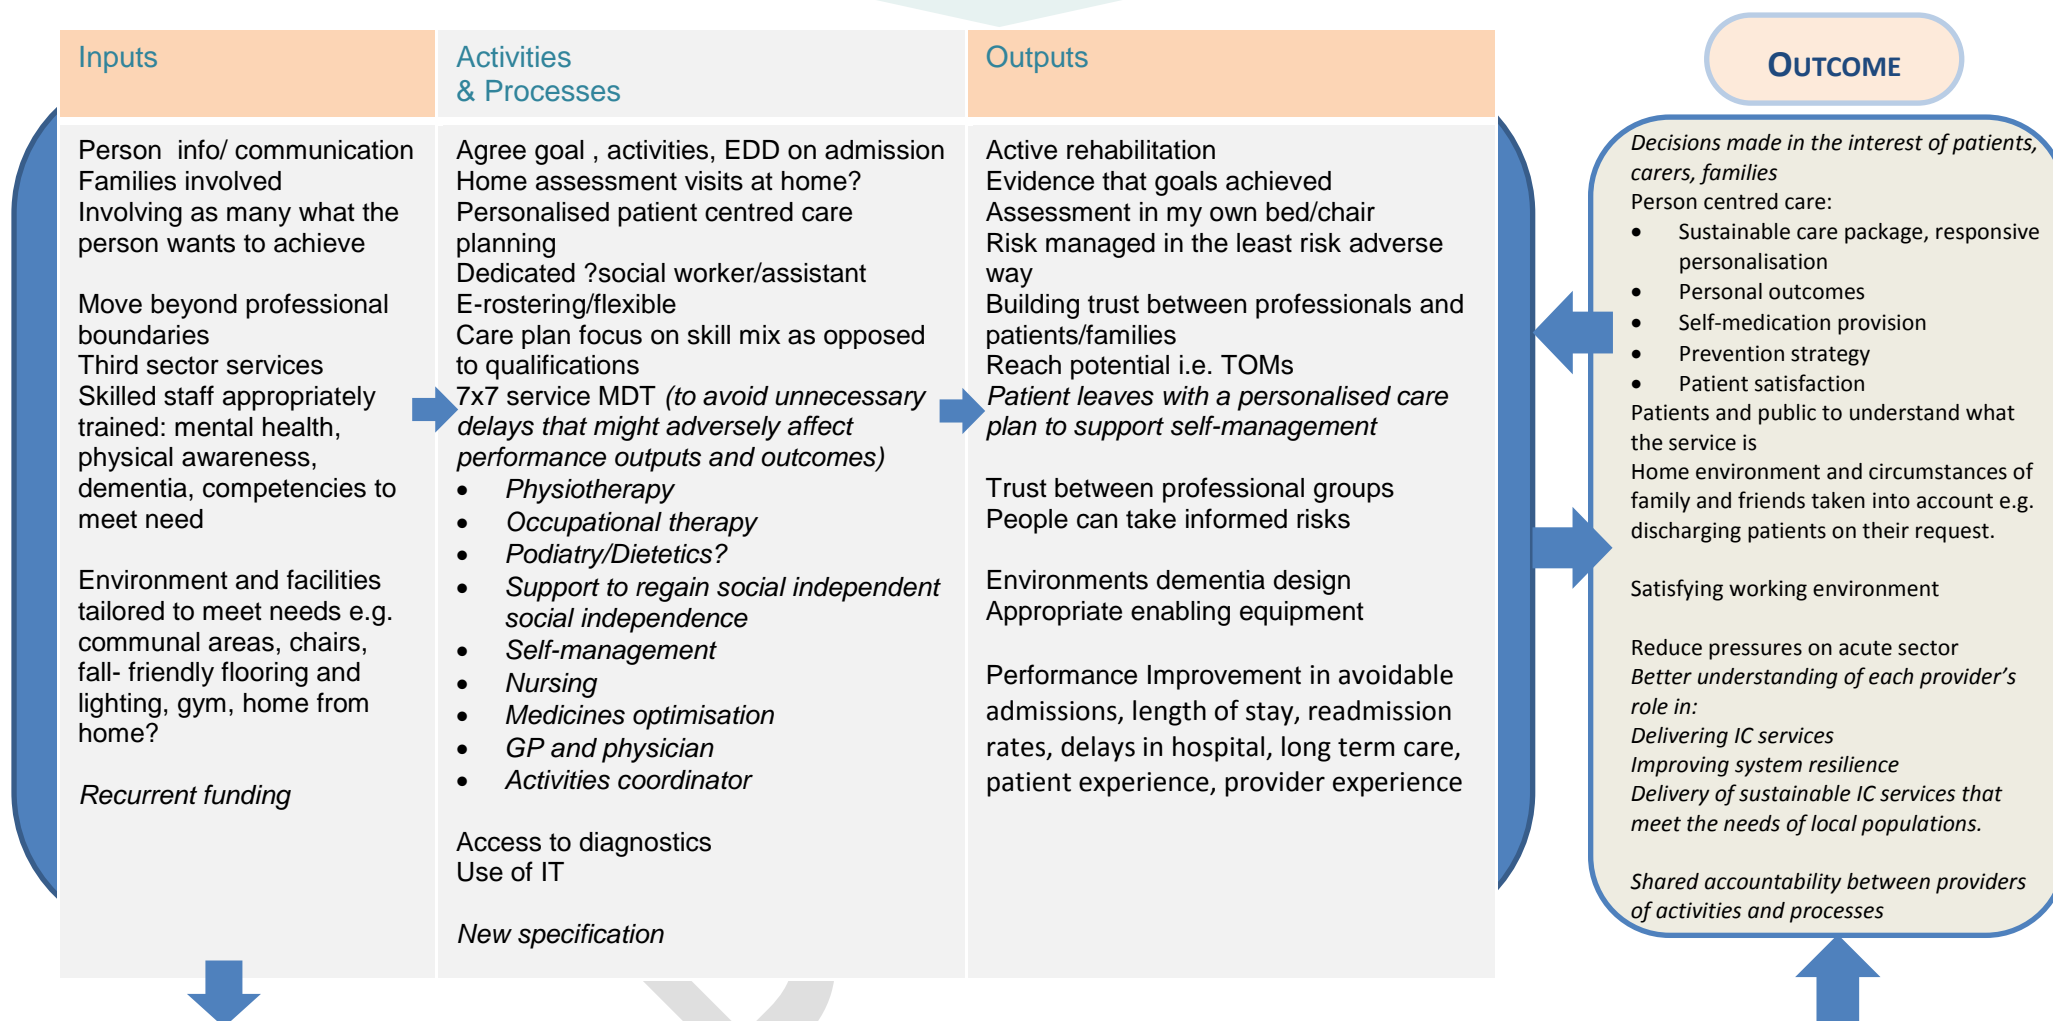 Inputs
Activities
& Processes
Outputs
OUTCOME
Person  info/ communication
Families involved
Involving as many what the
person wants to achieve
Move beyond professional
boundaries
Third sector services
Skilled staff appropriately
trained: mental health,
physical awareness,
dementia, competencies to
meet need
Environment and facilities
tailored to meet needs e.g.
communal areas, chairs,
fall- friendly flooring and
lighting, gym, home from
home?
Recurrent funding
Agree goal , activities, EDD on admission
Home assessment visits at home?
Personalised patient centred care
planning
Dedicated ?social worker/assistant
E-rostering/flexible
Care plan focus on skill mix as opposed
to qualifications
7x7 service MDT (to avoid unnecessary
delays that might adversely affect
performance outputs and outcomes)
• Physiotherapy
• Occupational therapy
• Podiatry/Dietetics?
• Support to regain social independent
social independence
• Self-management
• Nursing
• Medicines optimisation
• GP and physician
• Activities coordinator
Access to diagnostics
Use of IT
New specification
Active rehabilitation
Evidence that goals achieved
Assessment in my own bed/chair
Risk managed in the least risk adverse
way
Building trust between professionals and
patients/families
Reach potential i.e. TOMs
Patient leaves with a personalised care
plan to support self-management
Trust between professional groups
People can take informed risks
Environments dementia design
Appropriate enabling equipment
Performance Improvement in avoidable
admissions, length of stay, readmission
rates, delays in hospital, long term care,
patient experience, provider experience
Decisions made in the interest of patients,
carers, families
Person centred care:
• Sustainable care package, responsive
personalisation
• Personal outcomes
• Self-medication provision
• Prevention strategy
• Patient satisfaction
Patients and public to understand what
the service is
Home environment and circumstances of
family and friends taken into account e.g.
discharging patients on their request.
Satisfying working environment
Reduce pressures on acute sector
Better understanding of each provider’s
role in:
Delivering IC services
Improving system resilience
Delivery of sustainable IC services that
meet the needs of local populations.
Shared accountability between providers
of activities and processes